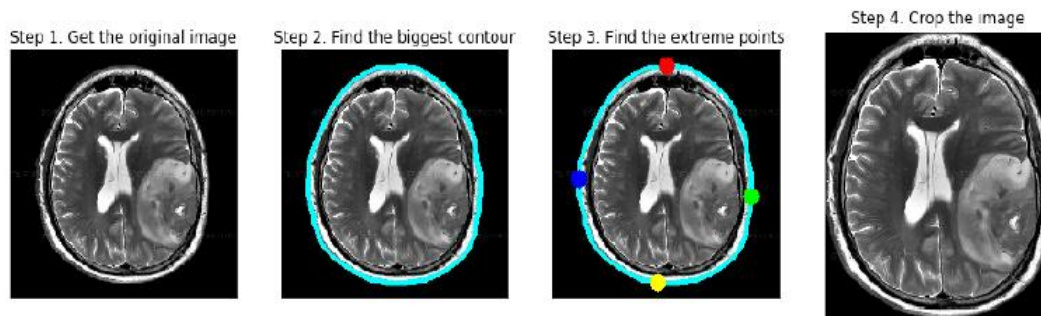 Step 1. Get the original image
Step 2. Find the biggest contour
Step 3. Find the extreme points
Step 4. Crop the image